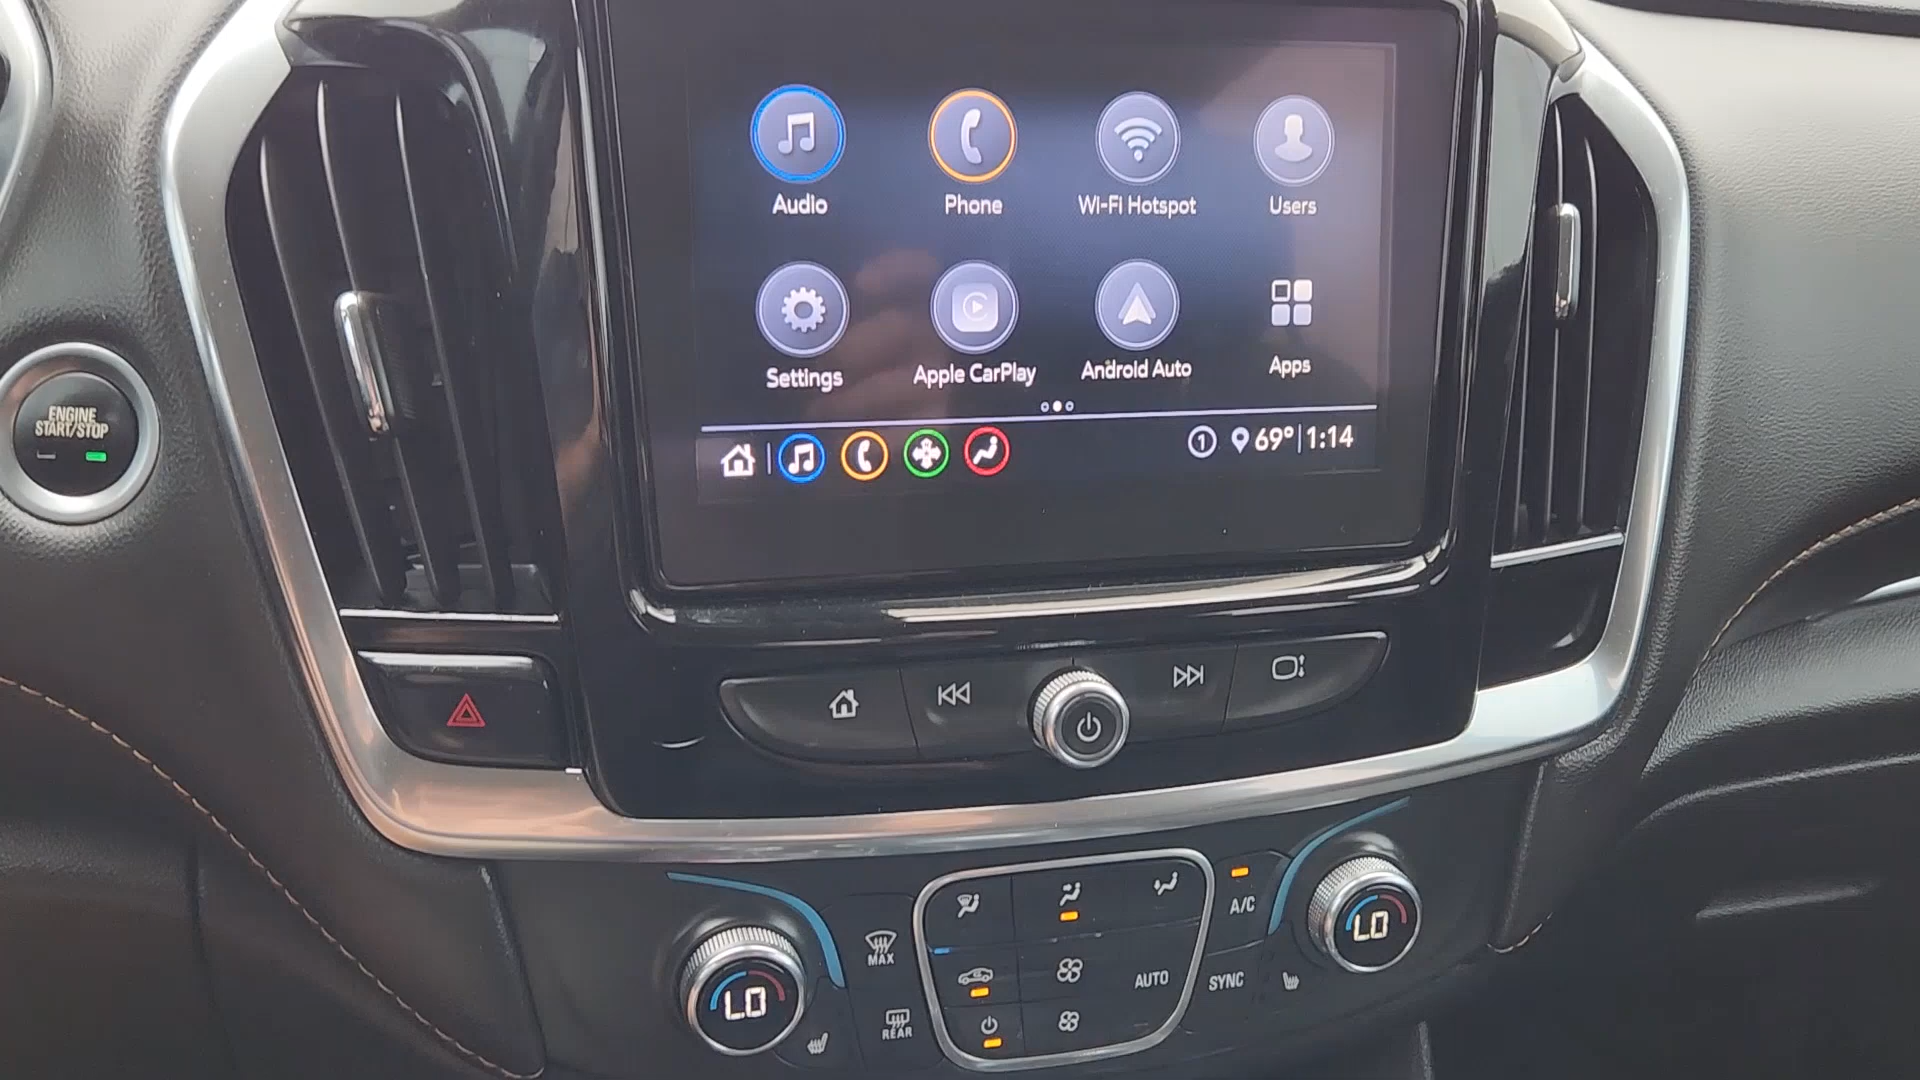 Audio Phone Wi-Fi Hotspot Users
Settings Apple CarPlay Android Auto Apps
1 69° 1:14
ENGINE
START/STOP
A/C
LO
MAX
AUTO
SYNC
LO
REAR